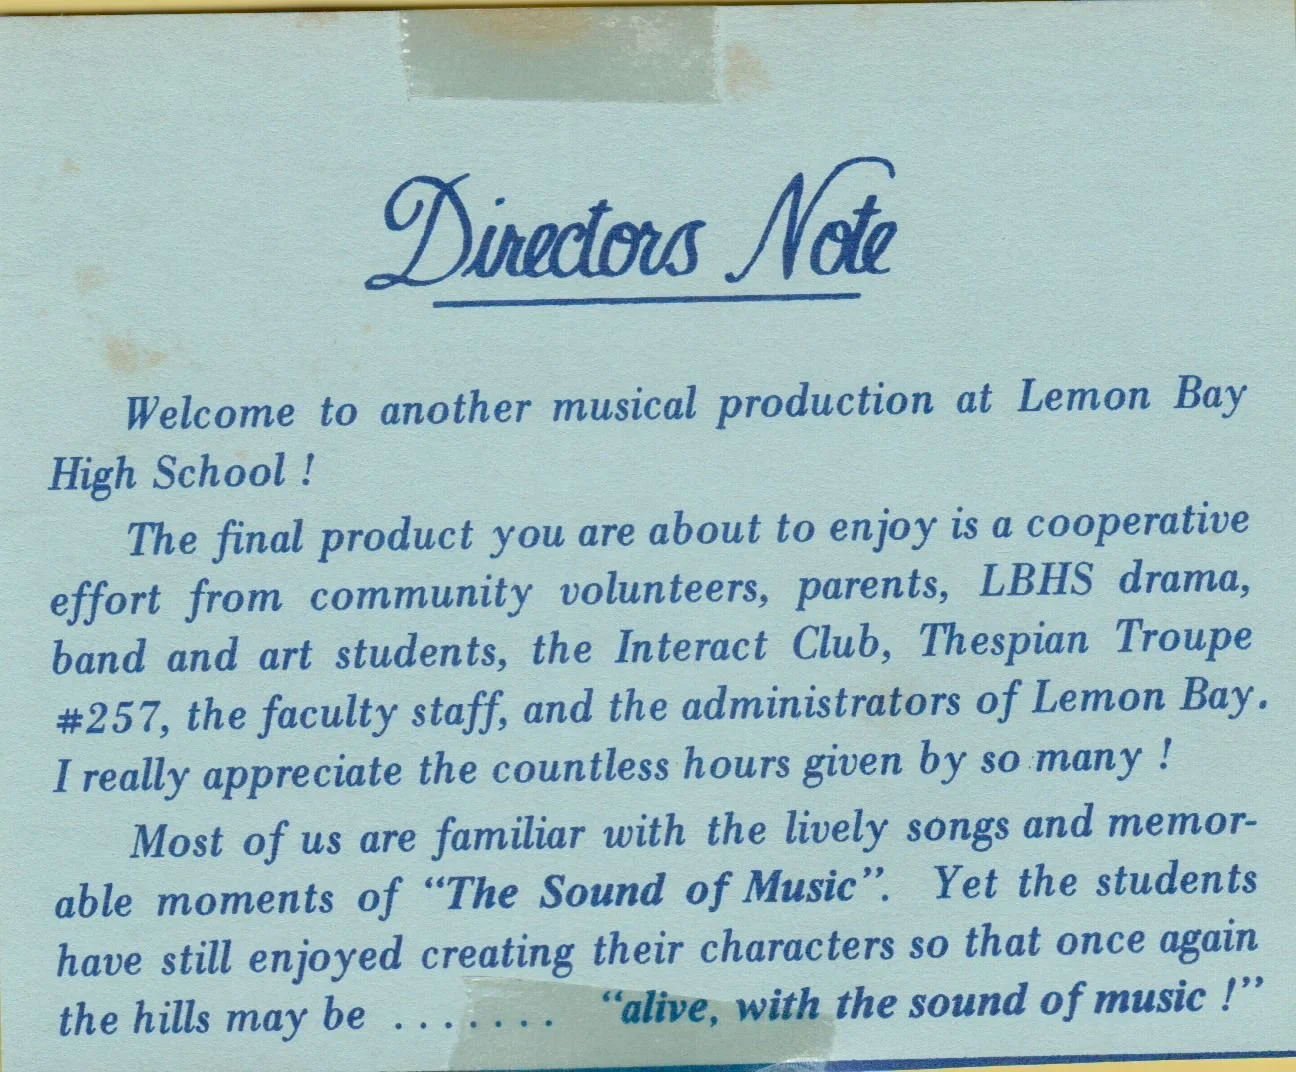 Directors Note
Welcome to another musical production at Lemon Bay
High School !
The final product you are about to enjoy is a cooperative
effort from community volunteers, parents, LBHS drama,
band and art students, the Interact Club, Thespian Troupe
#257, the faculty staff, and the administrators of Lemon Bay.
I really appreciate the countless hours given by so many !
Most of us are familiar with the lively songs and memor-
able moments of “The Sound of Music”. Yet the students
have still enjoyed creating their characters so that once again
the hills may be ....... “alive, with the sound of music !”